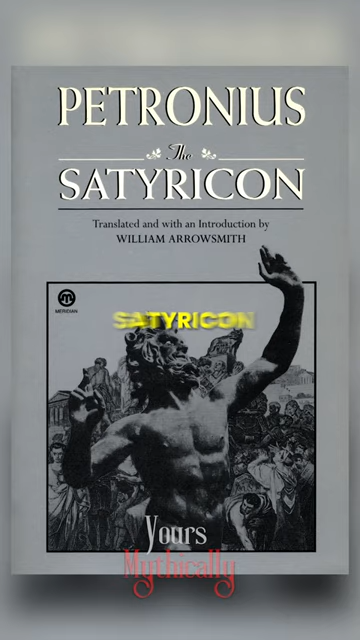 PETRONIUS
The
SATYRICON
Translated and with an Introduction by
WILLIAM ARROWSMITH
MERIDIAN
SATYRICON
Yours
Mythically